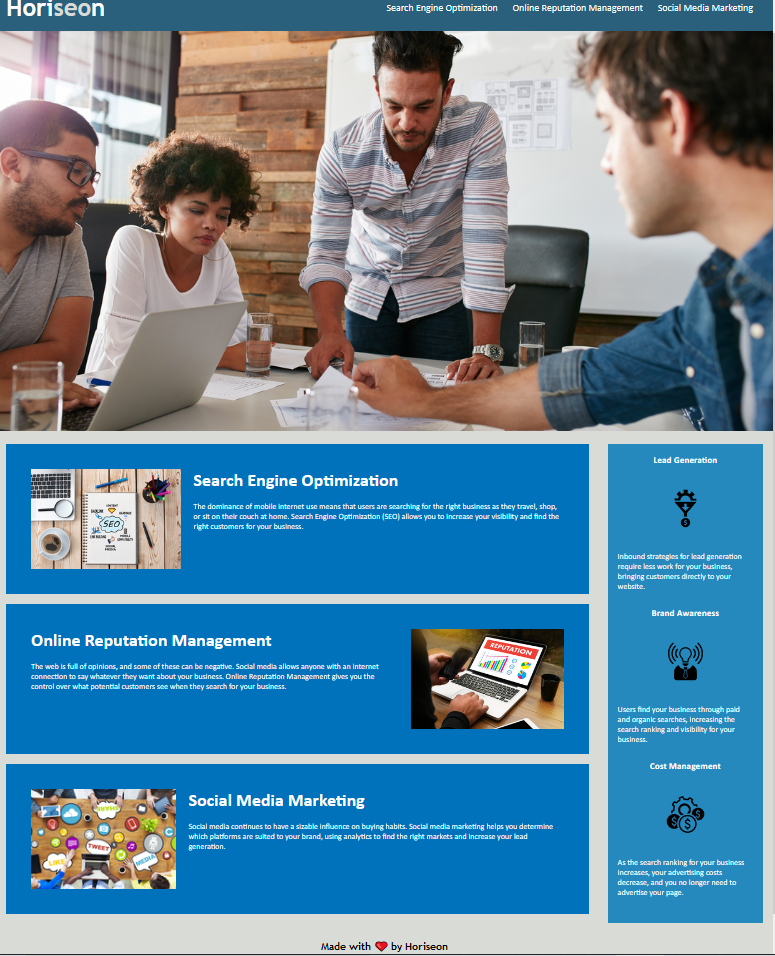 Horiseon
Search Engine Optimization Online Reputation Management Social Media Marketing
SEO
Search Engine Optimization
The dominance of mobile internet use means that users are searching for the right business as they travel, shop,
or sit on their couch at home. Search Engine Optimization (SEO) allows you to increase your visibility and find the
right customers for your business.
Online Reputation Management
The web is full of opinions, and some of these can be negative. Social media allows anyone with an internet
connection to say whatever they want about your business. Online Reputation Management gives you the
control over what potential customers see when they search for your business.
REPUTATION
SHARE
TWEET
LIKE
MEDIA
Social Media Marketing
Social media continues to have a sizable influence on buying habits. Social media marketing helps you determine
which platforms are suited to your brand, using analytics to find the right markets and increase your lead
generation.
Lead Generation
Inbound strategies for lead generation
require less work for your business,
bringing customers directly to your
website.
Brand Awareness
Users find your business through paid
and organic searches, increasing the
search ranking and visibility for your
business.
Cost Management
As the search ranking for your business
increases, your advertising costs
decrease, and you no longer need to
advertise your page.
Made with ❤️ by Horiseon